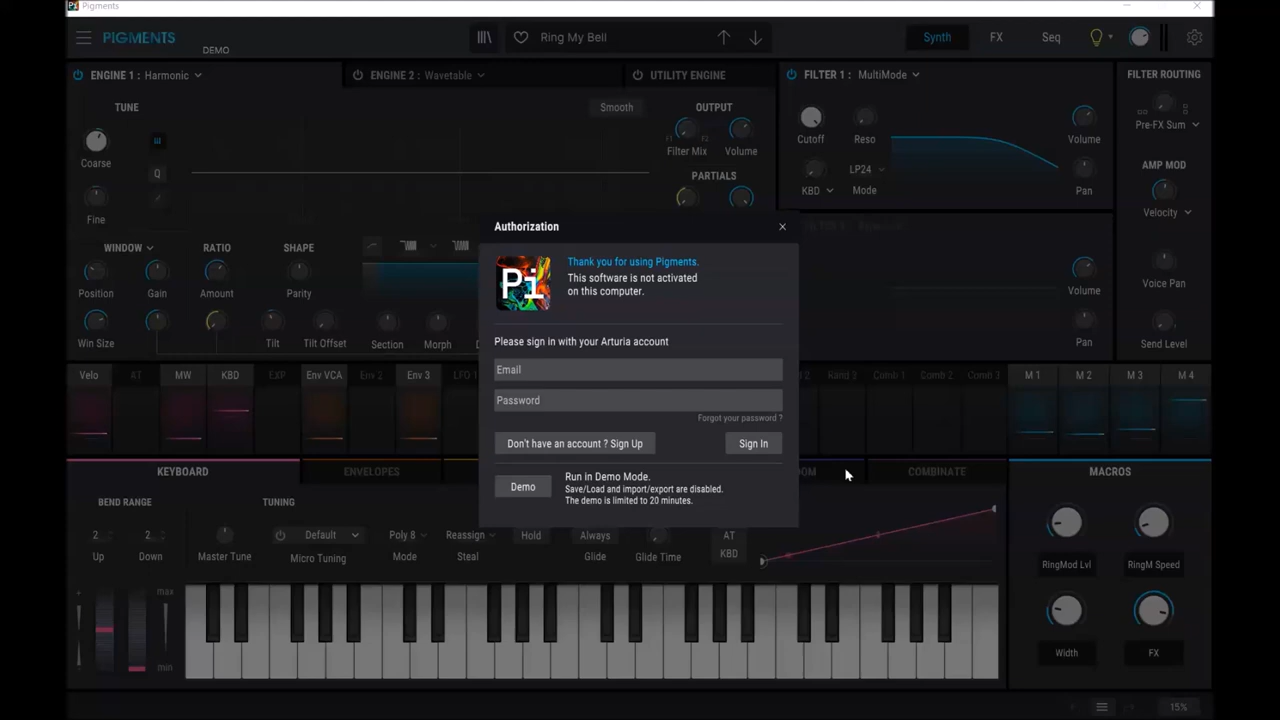 Pigments
PIGMENTS
DEMO
Ring My Bell
Synth
FX
Seq
ENGINE 1: Harmonic
ENGINE 2: Wavetable
UTILITY ENGINE
FILTER 1: MultiMode
FILTER ROUTING
TUNE
Smooth
OUTPUT
Coarse
Filter Mix
Volume
Cutoff
Reso
Volume
Pre-FX Sum
Q
PARTIALS
LP24
KBD
Mode
Pan
AMP MOD
Fine
Velocity
WINDOW
RATIO
SHAPE
Position
Gain
Amount
Parity
Volume
Voice Pan
Win Size
Tilt
Tilt Offset
Section
Morph
Pan
Send Level
Authorization
Pi
Thank you for using Pigments.
This software is not activated
on this computer.
Please sign in with your Arturia account
Email
Password
Forgot your password ?
Don't have an account ? Sign Up
Sign In
Demo
Run in Demo Mode.
Save/Load and import/export are disabled.
The demo is limited to 20 minutes.
Velo
AT
MW
KBD
EXP
Env VCA
Env 2
Env 3
LFO 1
Rand 3
Comb 1
Comb 2
Comb 3
M 1
M 2
M 3
M 4
KEYBOARD
ENVELOPES
COMBINATE
MACROS
BEND RANGE
TUNING
2
2
Default
Poly 8
Reassign
Hold
Always
AT
Up
Down
Master Tune
Micro Tuning
Mode
Steal
Glide
Glide Time
KBD
RingMod Lvl
RingM Speed
max
min
Width
FX
15%